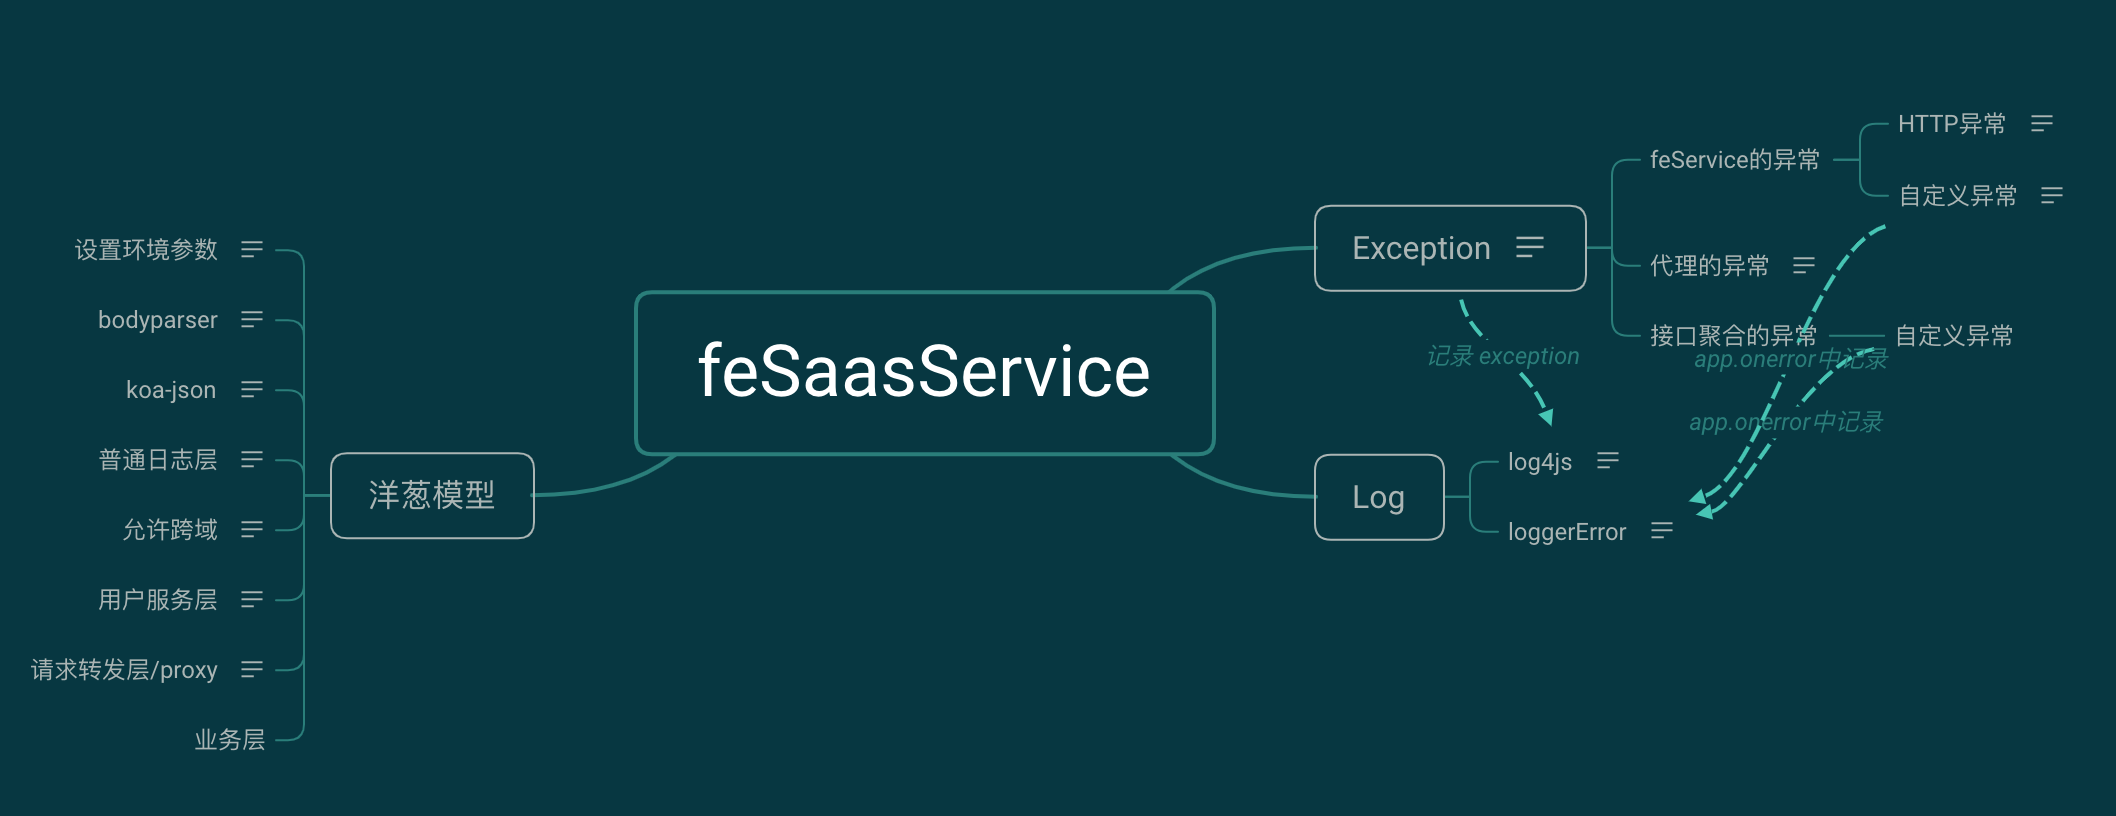 feSaasService
洋葱模型
设置环境参数
bodyparser
koa-json
普通日志层
允许跨域
用户服务层
请求转发层/proxy
业务层
Exception
feService的异常
HTTP异常
自定义异常
代理的异常
接口聚合的异常
自定义异常
记录 exception
app.onerror中记录
app.onerror中记录
Log
log4js
loggerError